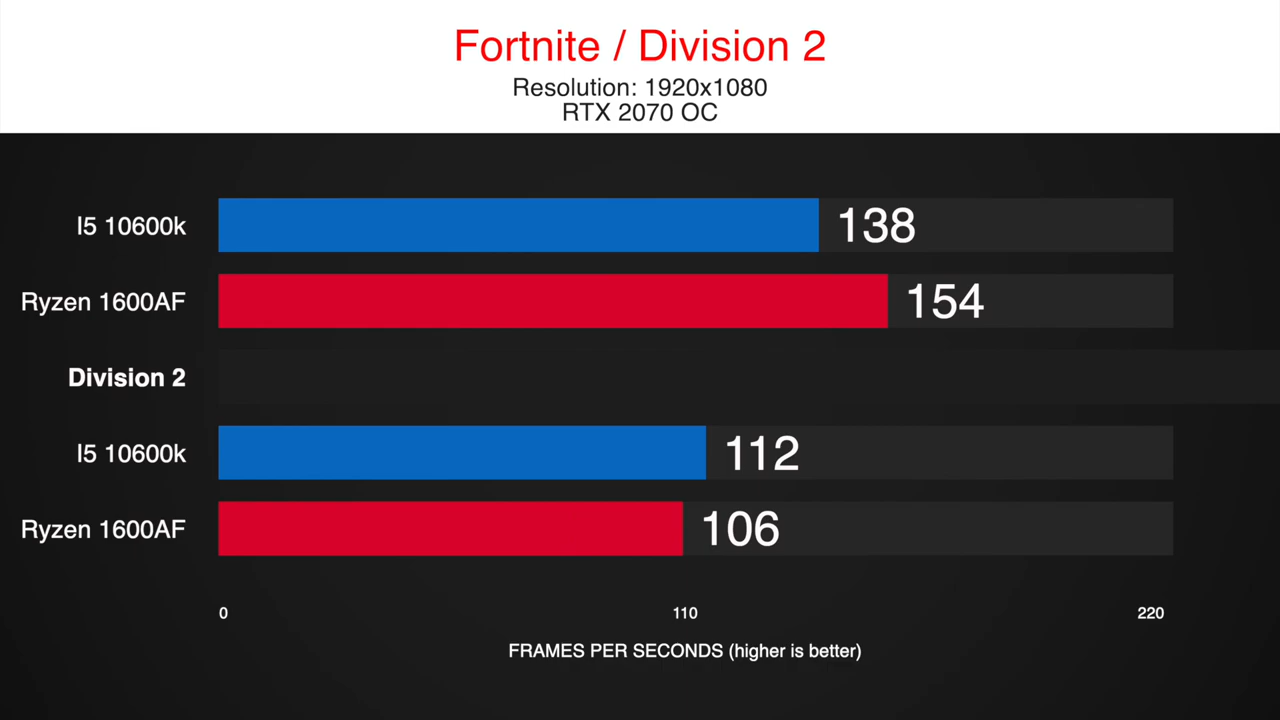 Fortnite / Division 2
Resolution: 1920x1080
RTX 2070 OC
I5 10600k
138
Ryzen 1600AF
154
Division 2
I5 10600k
112
Ryzen 1600AF
106
0
110
220
FRAMES PER SECONDS (higher is better)